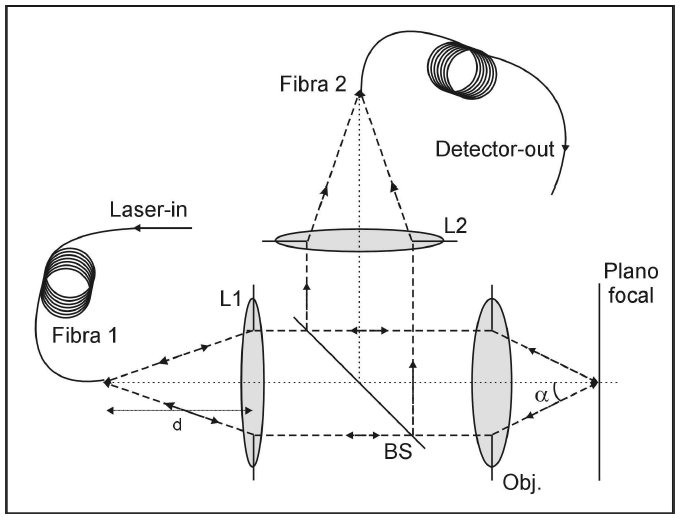 Fibra 2
Detector-out
Laser-in
L2
Plano
focal
L1
Fibra 1
α
d
BS
Obj.